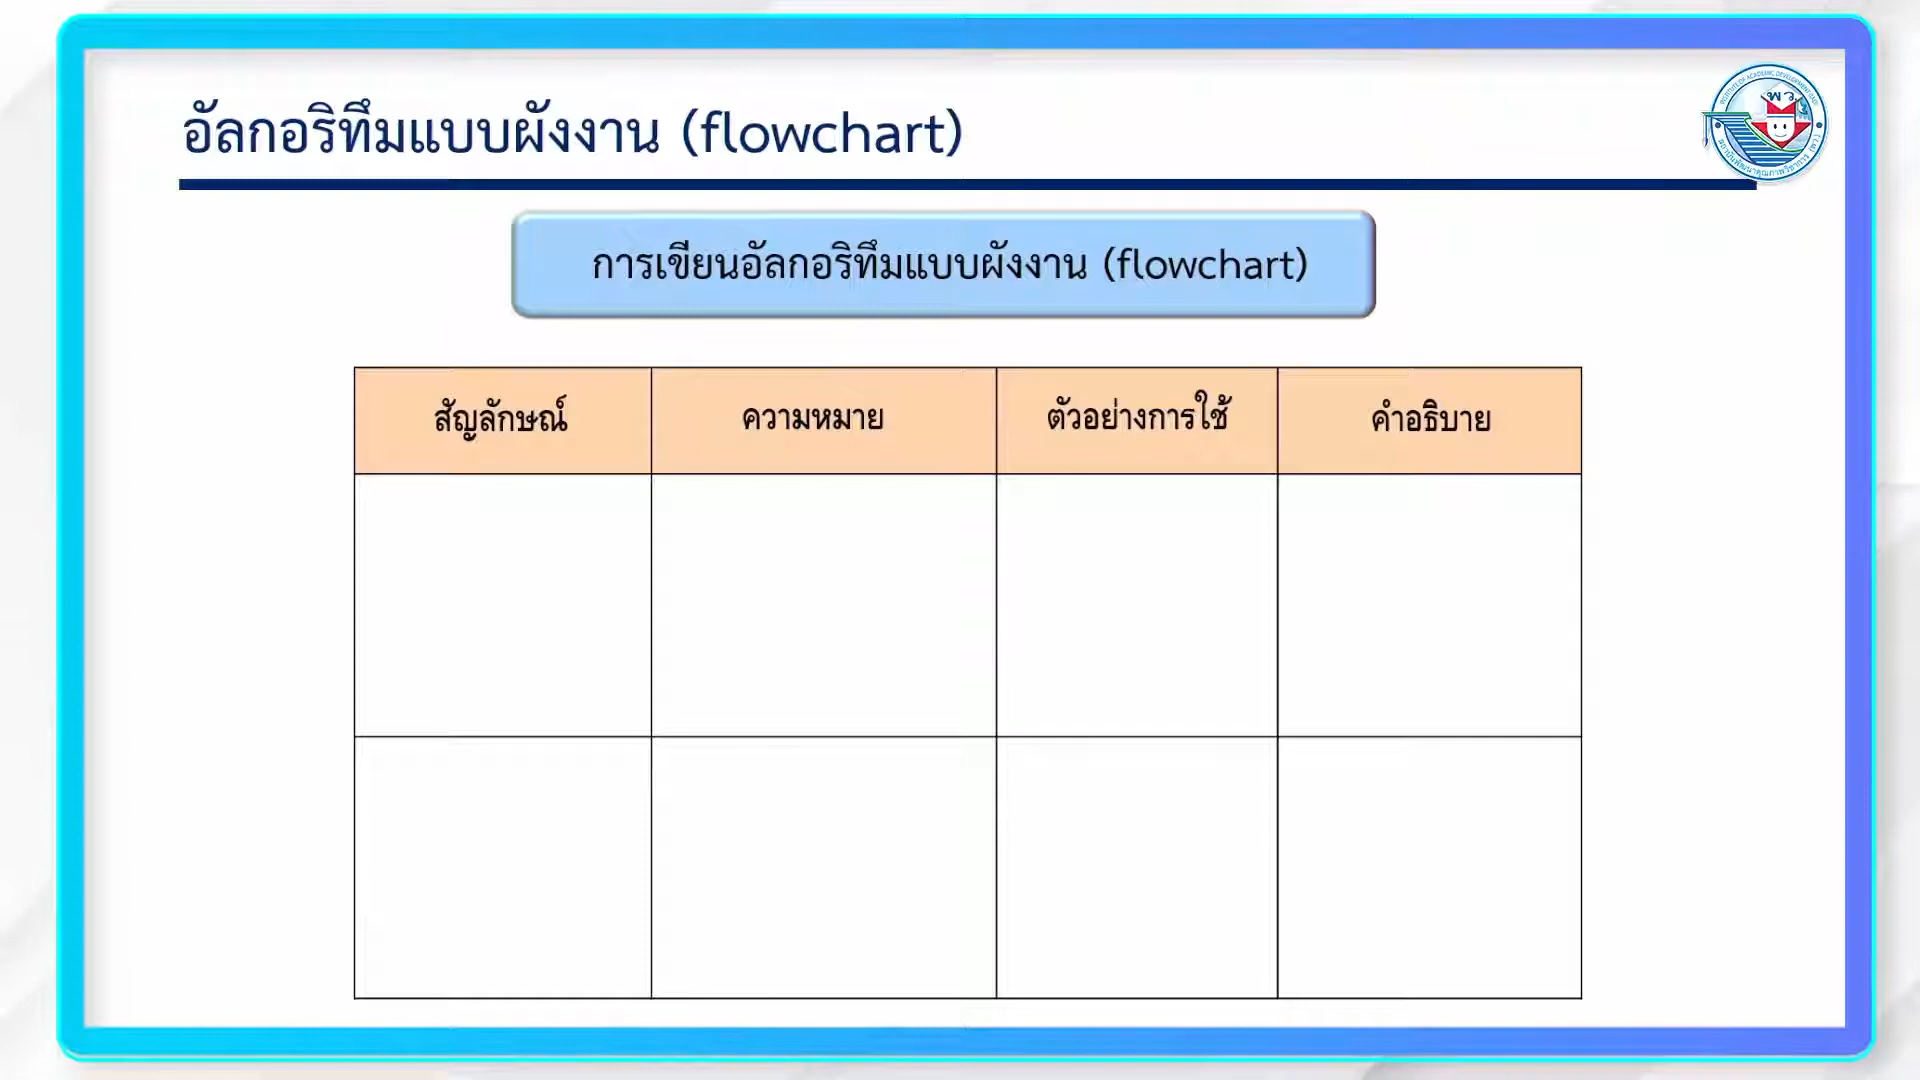 อัลกอริทึมแบบผังงาน (flowchart)
พว
การเขียนอัลกอริทึมแบบผังงาน (flowchart)
สัญลักษณ์ ความหมาย ตัวอย่างการใช้ คำอธิบาย